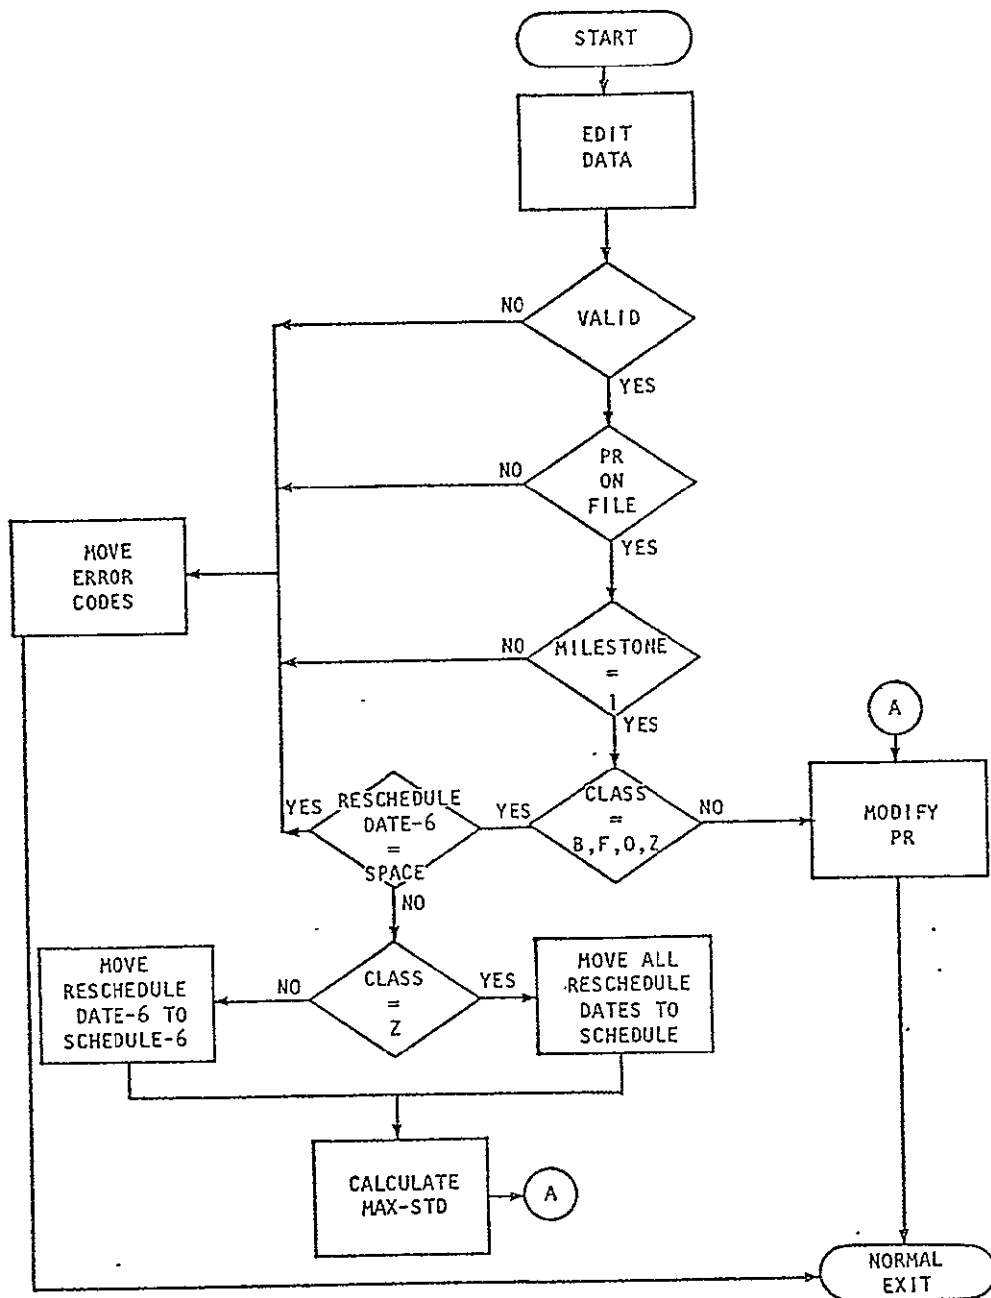 START
EDIT
DATA
NO
VALID
YES
NO
PR
ON
FILE
YES
MOVE
ERROR
CODES
NO
MILESTONE
=
1
YES
A
YES
RESCHEDULE
DATE-6
=
SPACE
YES
CLASS
=
B,F,O,Z
NO
MODIFY
PR
NO
MOVE
RESCHEDULE
DATE-6 TO
SCHEDULE-6
NO
CLASS
=
Z
YES
MOVE ALL
RESCHEDULE
DATES TO
SCHEDULE
CALCULATE
MAX-STD
A
NORMAL
EXIT